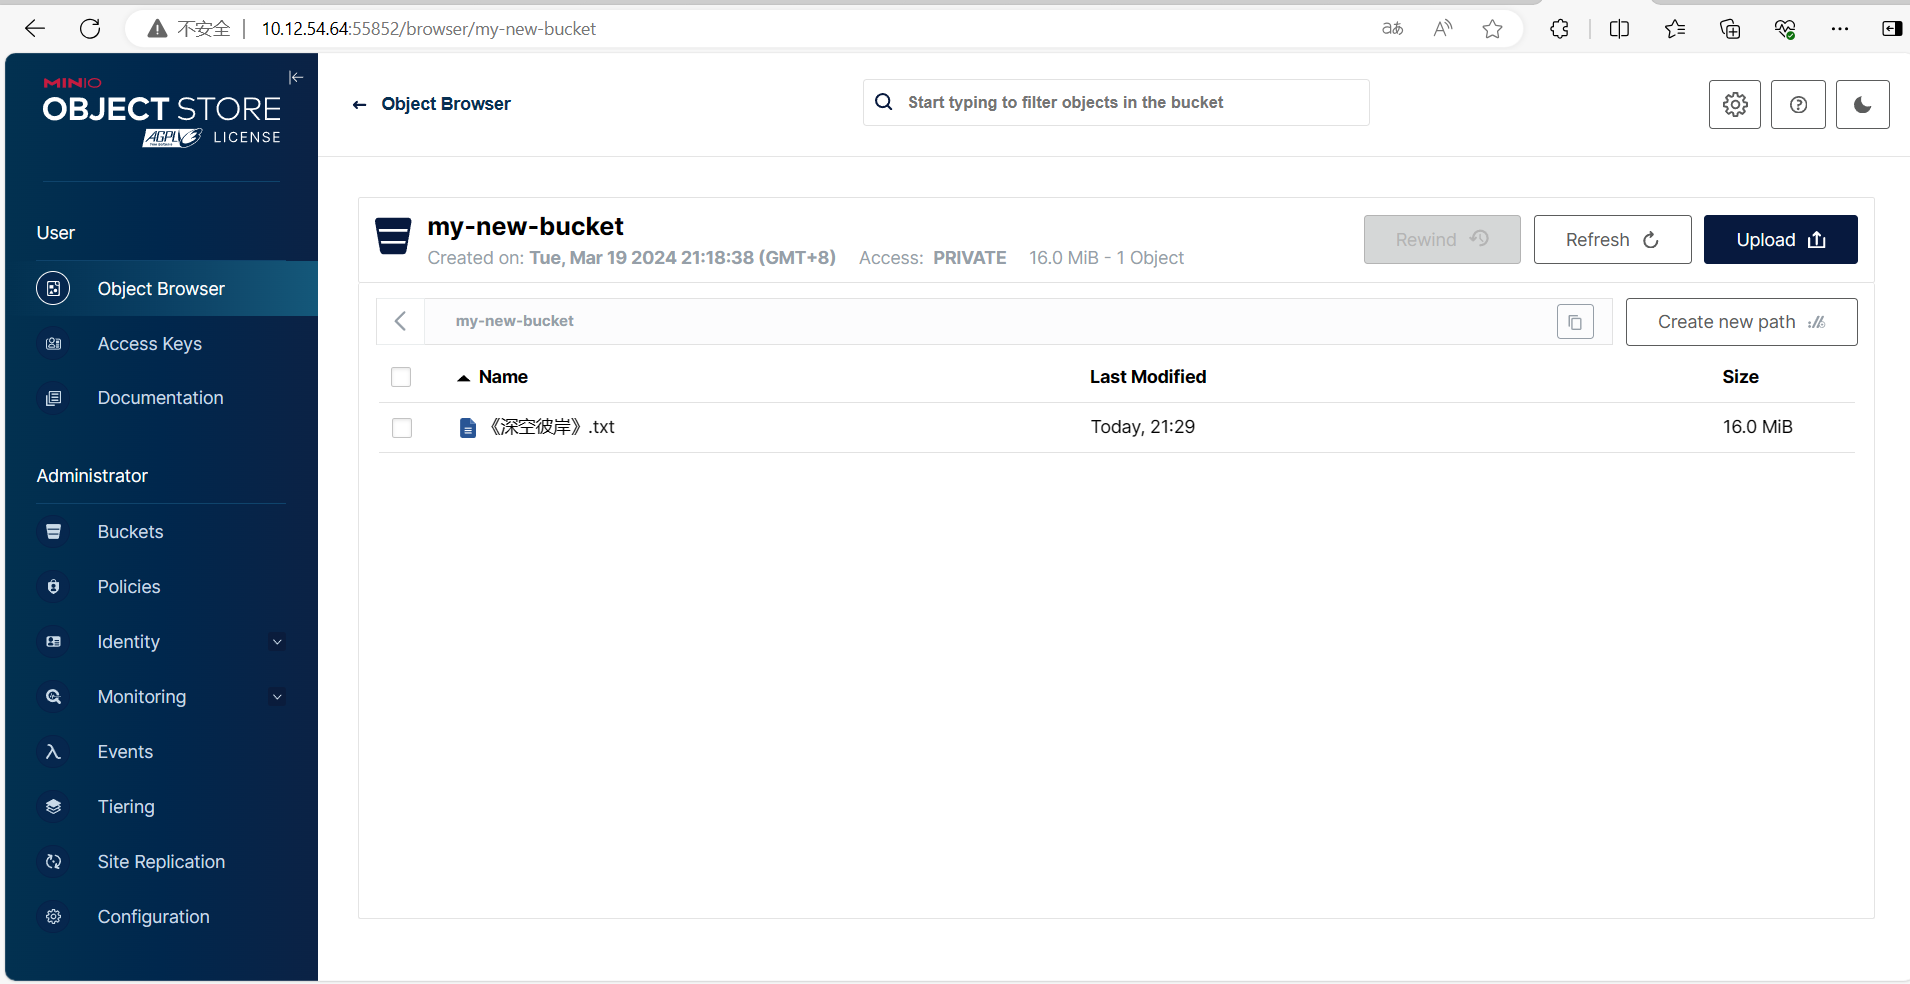 不安全 10.12.54.64:55852/browser/my-new-bucket
MINIO
OBJECT STORE
AGPLv3 LICENSE
User
Object Browser
Access Keys
Documentation
Administrator
Buckets
Policies
Identity
Monitoring
Events
Tiering
Site Replication
Configuration
Object Browser
Start typing to filter objects in the bucket
my-new-bucket
Created on: Tue, Mar 19 2024 21:18:38 (GMT+8) Access: PRIVATE 16.0 MiB - 1 Object
Rewind Refresh Upload
my-new-bucket
Create new path
Name Last Modified Size
《深空彼岸》.txt Today, 21:29 16.0 MiB